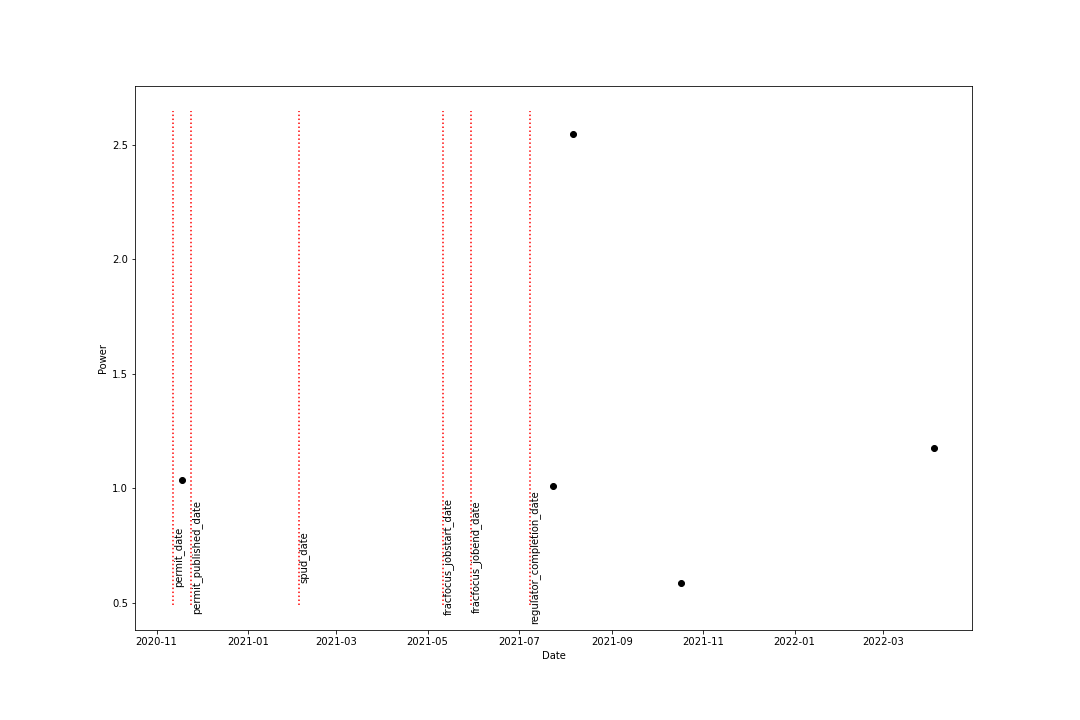 2.5
2.0
1.5
1.0
0.5
Power
permit_date
permit_published_date
spud_date
fracfocus_jobstart_date
fracfocus_jobend_date
regulator_completion_date
2020-11
2021-01
2021-03
2021-05
2021-07
2021-09
2021-11
2022-01
2022-03
Date